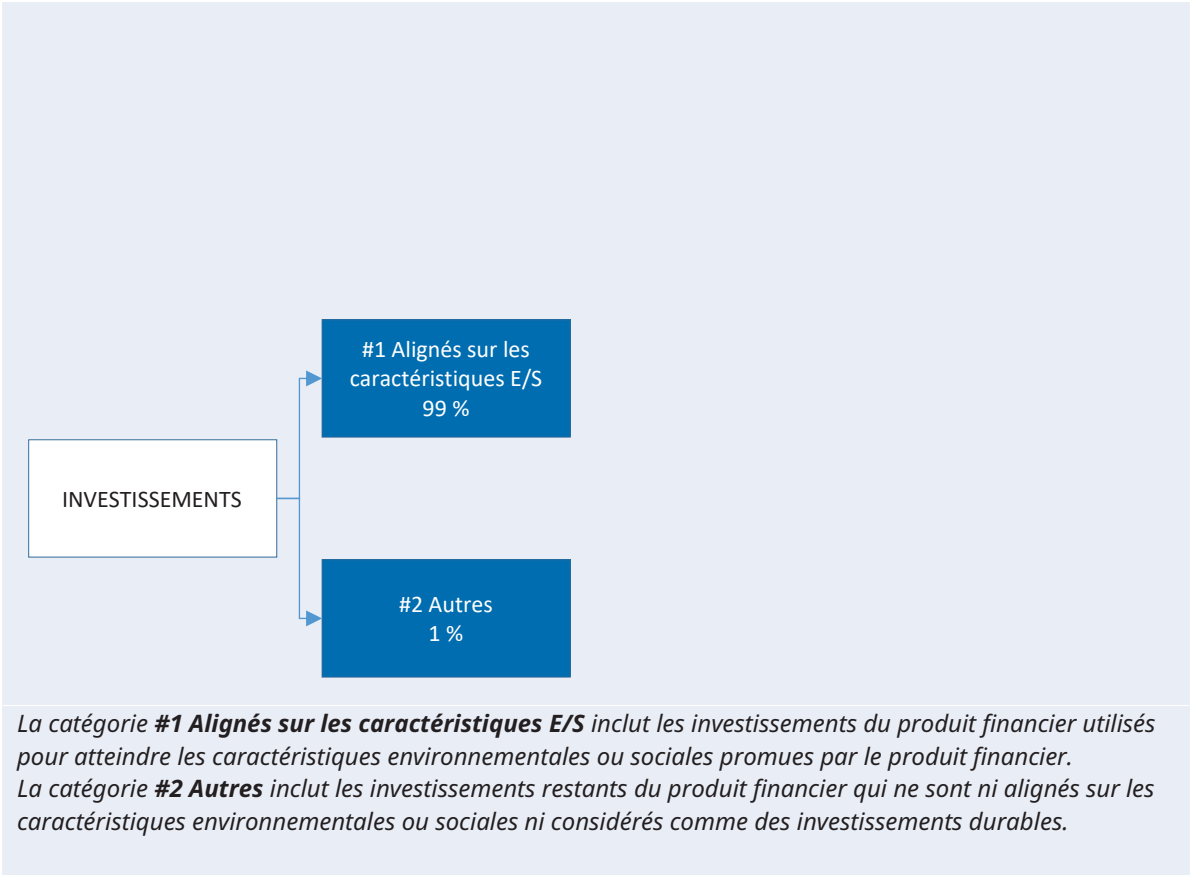 #1 Alignés sur les
caractéristiques E/S
99 %
INVESTISSEMENTS
#2 Autres
1 %
La catégorie #1 Alignés sur les caractéristiques E/S inclut les investissements du produit financier utilisés
pour atteindre les caractéristiques environnementales ou sociales promues par le produit financier.
La catégorie #2 Autres inclut les investissements restants du produit financier qui ne sont ni alignés sur les
caractéristiques environnementales ou sociales ni considérés comme des investissements durables.